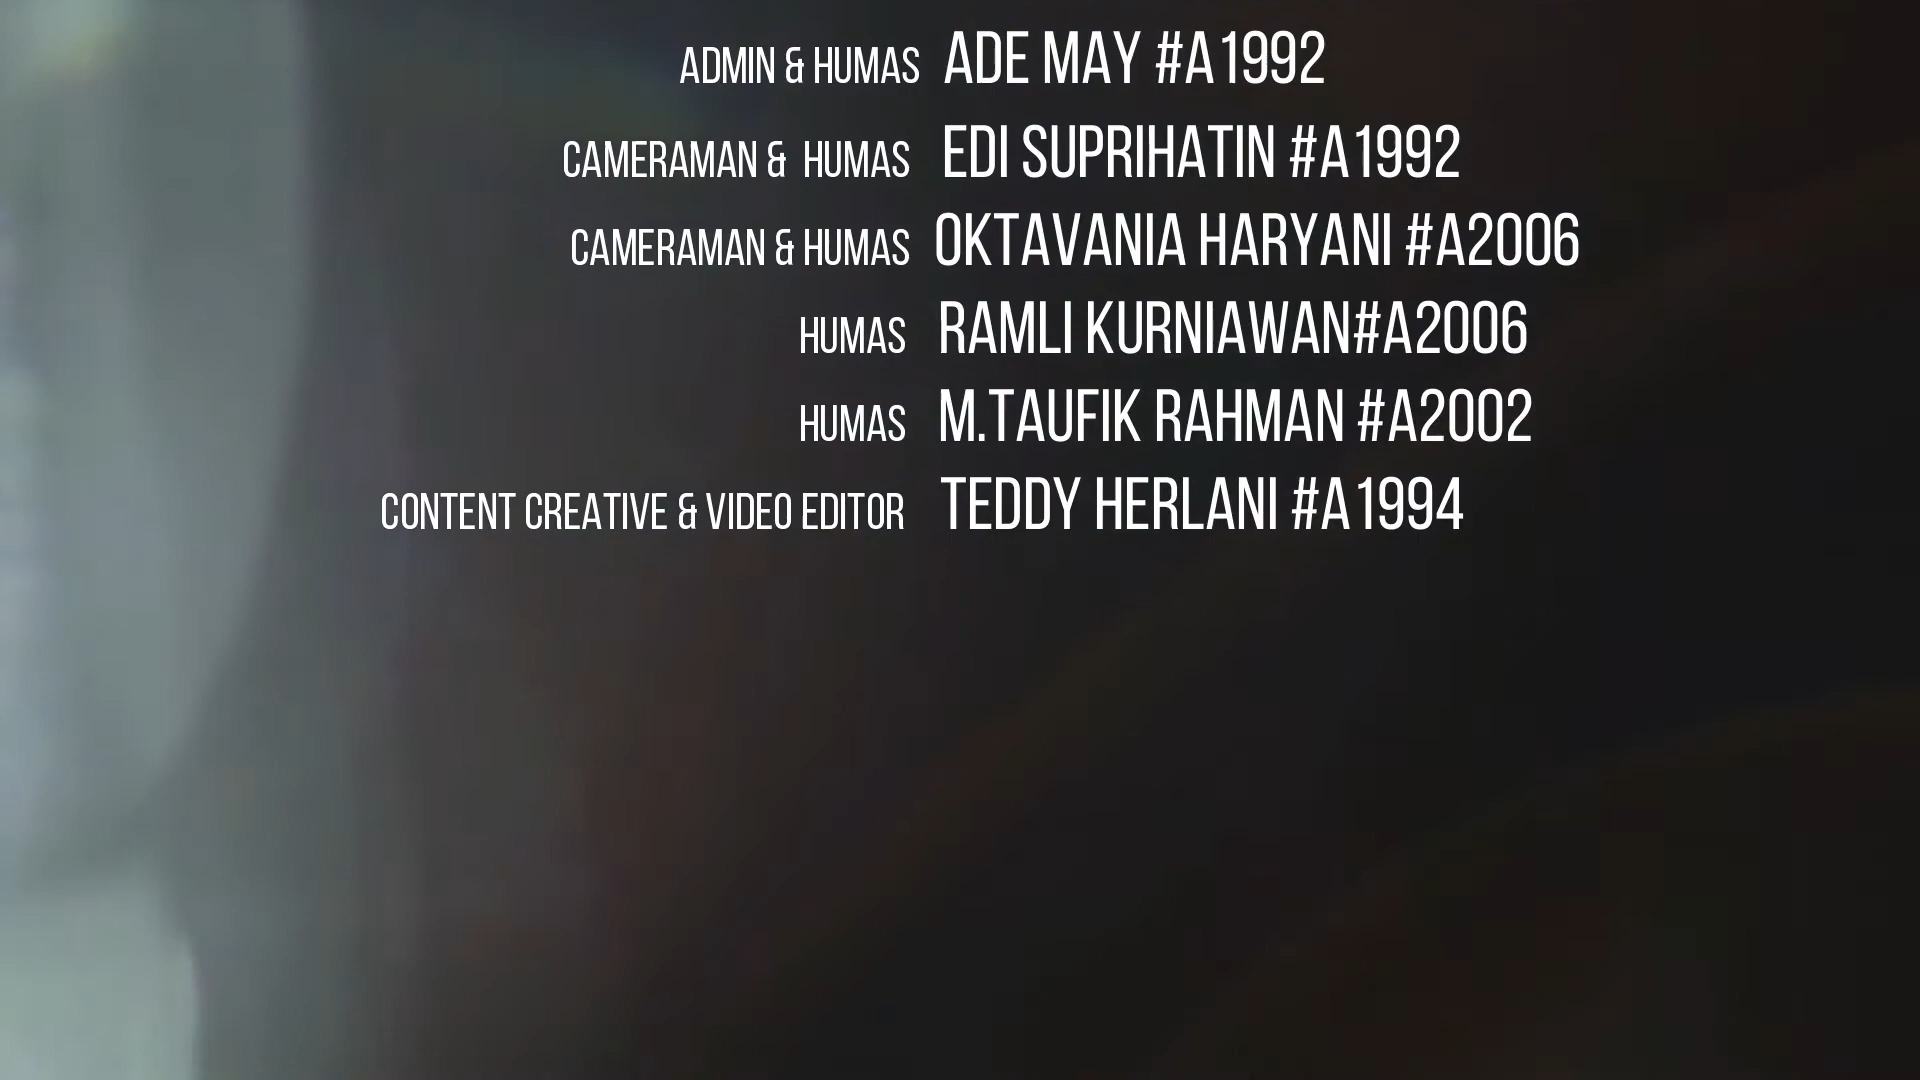 ADMIN & HUMAS ADE MAY #A1992
CAMERAMAN & HUMAS EDI SUPRIHATIN #A1992
CAMERAMAN & HUMAS OKTAVANIA HARYANI #A2006
HUMAS RAMLI KURNIAWAN#A2006
HUMAS M.TAUFIK RAHMAN #A2002
CONTENT CREATIVE & VIDEO EDITOR TEDDY HERLANI #A1994